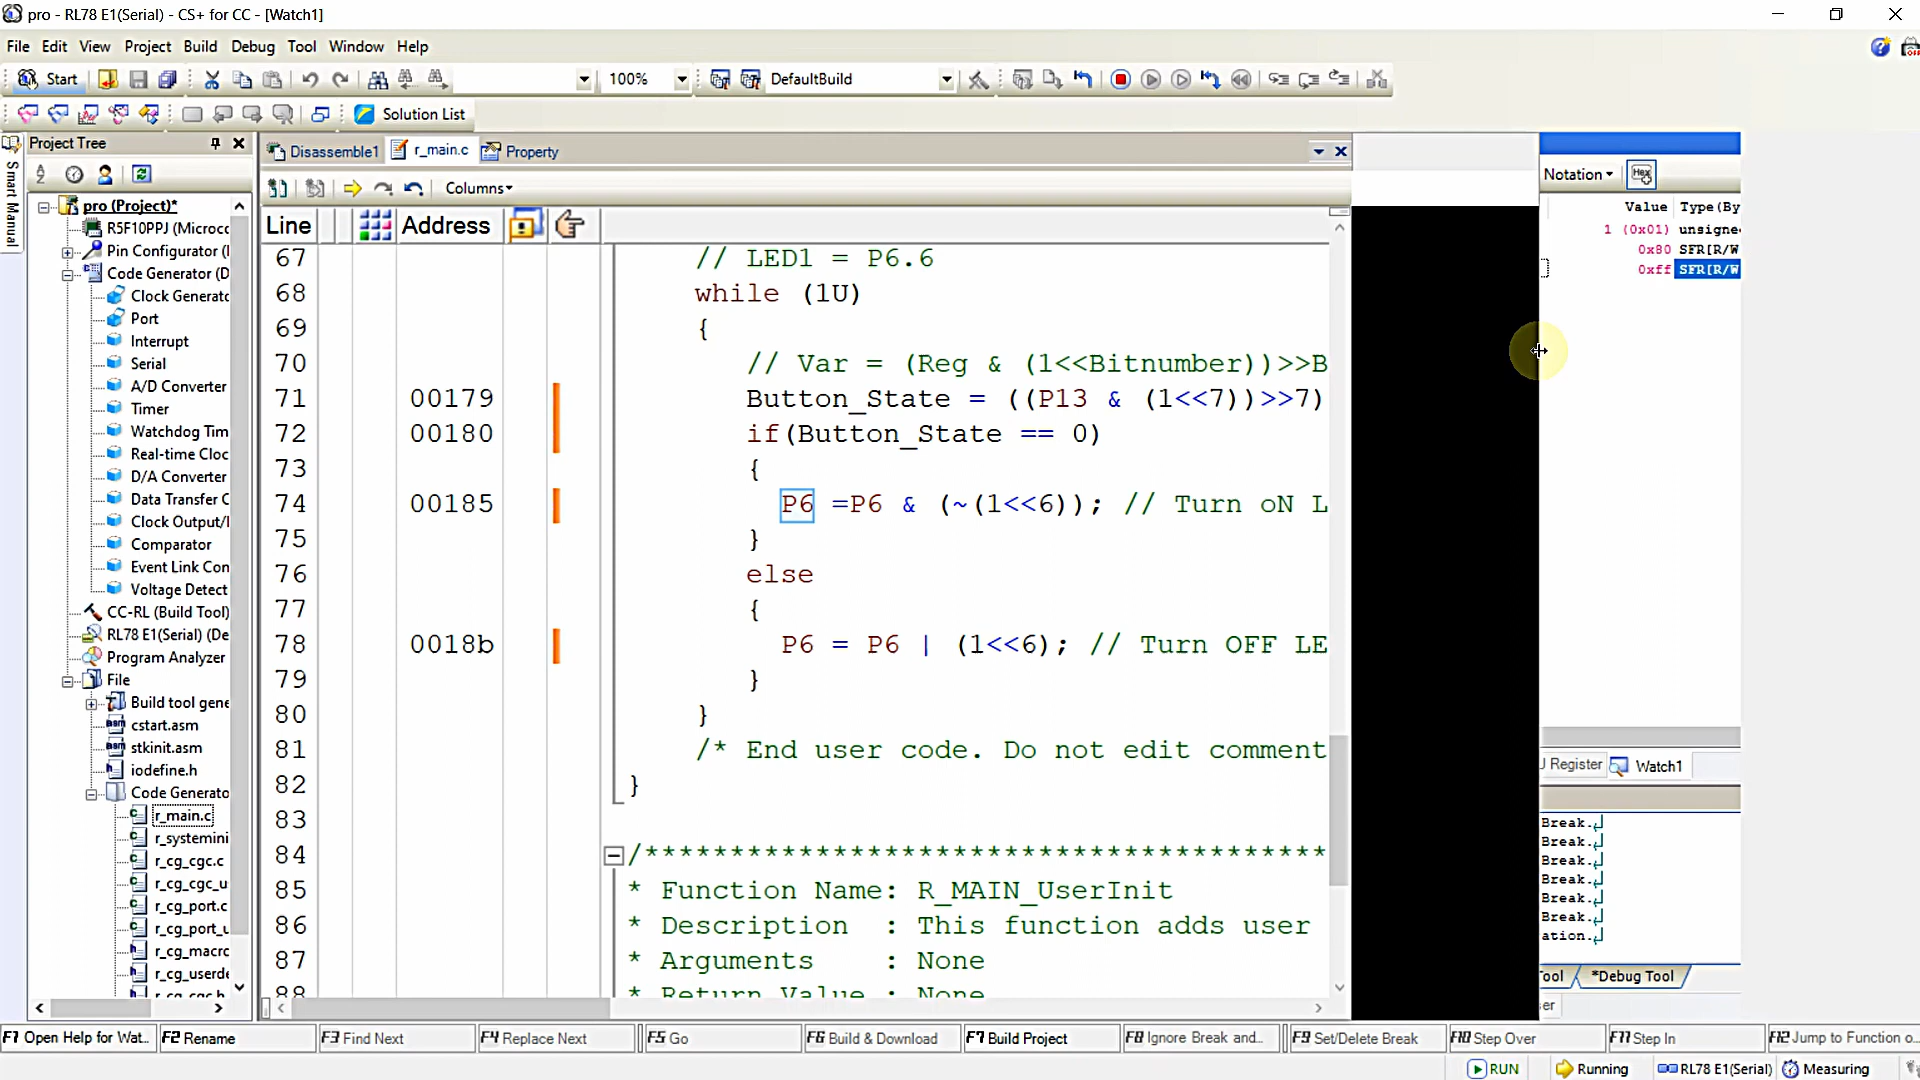 pro - RL78 E1(Serial) - CS+ for CC - [Watch1]
File Edit View Project Build Debug Tool Window Help
Start 100% DefaultBuild
Solution List
Smart Manual
Project Tree
pro (Project)*
R5F10PPJ (Microcc
Pin Configurator (
Code Generator (D
Clock Generatc
Port
Interrupt
Serial
A/D Converter
Timer
Watchdog Tim
Real-time Cloc
D/A Converter
Data Transfer C
Clock Output/I
Comparator
Event Link Con
Voltage Detect
CC-RL (Build Tool)
RL78 E1(Serial) (De
Program Analyzer
File
Build tool gene
cstart.asm
stkinit.asm
iodefine.h
Code Generato
r_main.c
r_systemini
r_cg_cgc.c
r_cg_cgc_u
r_cg_port.c
r_cg_port_u
r_cg_macro
r_cg_userde
r_cg_cgc.h
Disassemble1 r_main.c Property
Columns
Line Address
67 // LED1 = P6.6
68 while (1U)
69 {
70 // Var = (Reg & (1<<Bitnumber))>>B
71 00179 Button_State = ((P13 & (1<<7))>>7)
72 00180 if(Button_State == 0)
73 {
74 00185 P6 =P6 & (~(1<<6)); // Turn oN L
75 }
76 else
77 {
78 0018b P6 = P6 | (1<<6); // Turn OFF LE
79 }
80 }
81 /* End user code. Do not edit comment
82 }
83
84 /****************************************
85 * Function Name: R_MAIN_UserInit
86 * Description : This function adds user
87 * Arguments : None
88 * Return Value : None
Notation Hex
Value Type(By
1 (0x01) unsigne
0x80 SFR[R/W
0xff SFR[R/W
J Register Watch1
Break.
Break.
Break.
Break.
Break.
Break.
ation.
ool *Debug Tool
er
F1 Open Help for Wat... F2 Rename F3 Find Next F4 Replace Next F5 Go F6 Build & Download F7 Build Project F8 Ignore Break and... F9 Set/Delete Break F10 Step Over F11 Step In F12 Jump to Function o...
RUN Running RL78 E1(Serial) Measuring